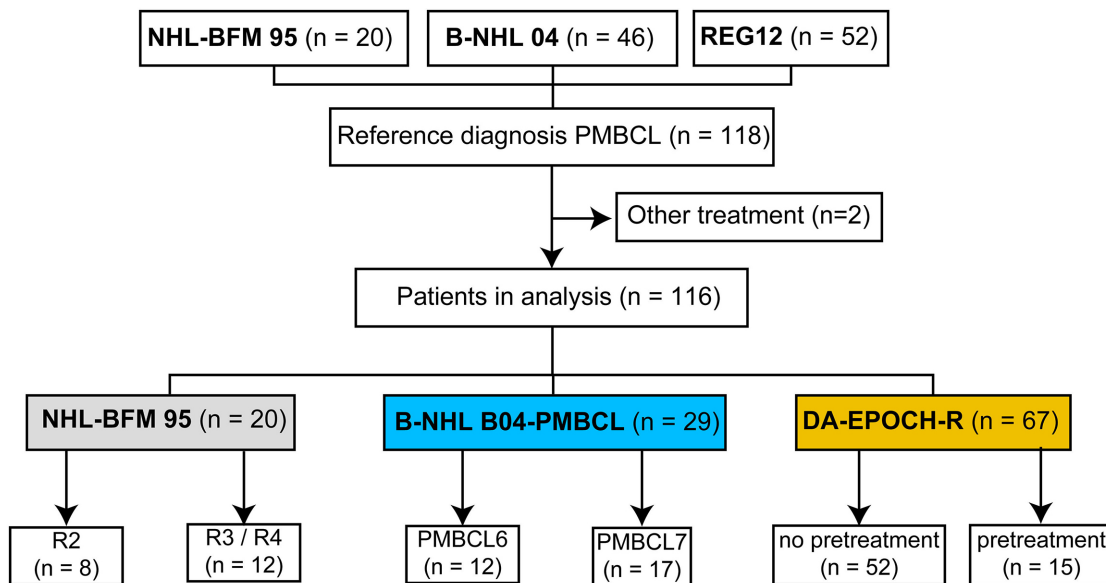 NHL-BFM 95 (n = 20)
B-NHL 04 (n = 46)
REG12 (n = 52)
Reference diagnosis PMBCL (n = 118)
Other treatment (n=2)
Patients in analysis (n = 116)
NHL-BFM 95 (n = 20)
B-NHL B04-PMBCL (n = 29)
DA-EPOCH-R (n = 67)
R2
(n = 8)
R3 / R4
(n = 12)
PMBCL6
(n = 12)
PMBCL7
(n = 17)
no pretreatment
(n = 52)
pretreatment
(n = 15)